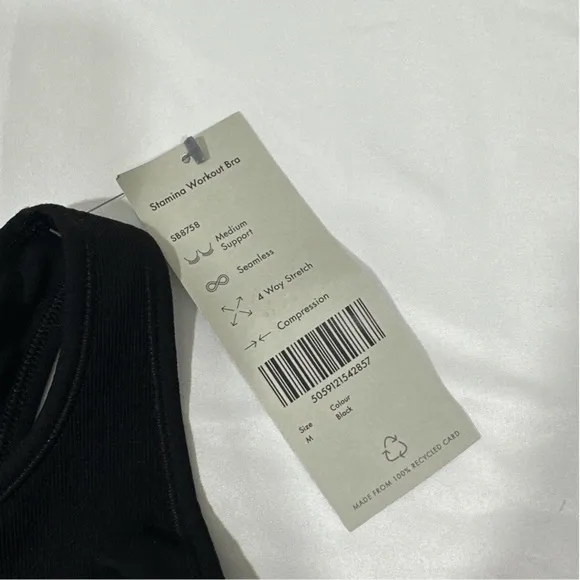 Stamina Workout Bra
SB8758
Medium
Support
Seamless
4 Way Stretch
Compression
5059121542857
Size
M
Colour
Black
MADE FROM 100% RECYCLED CARD